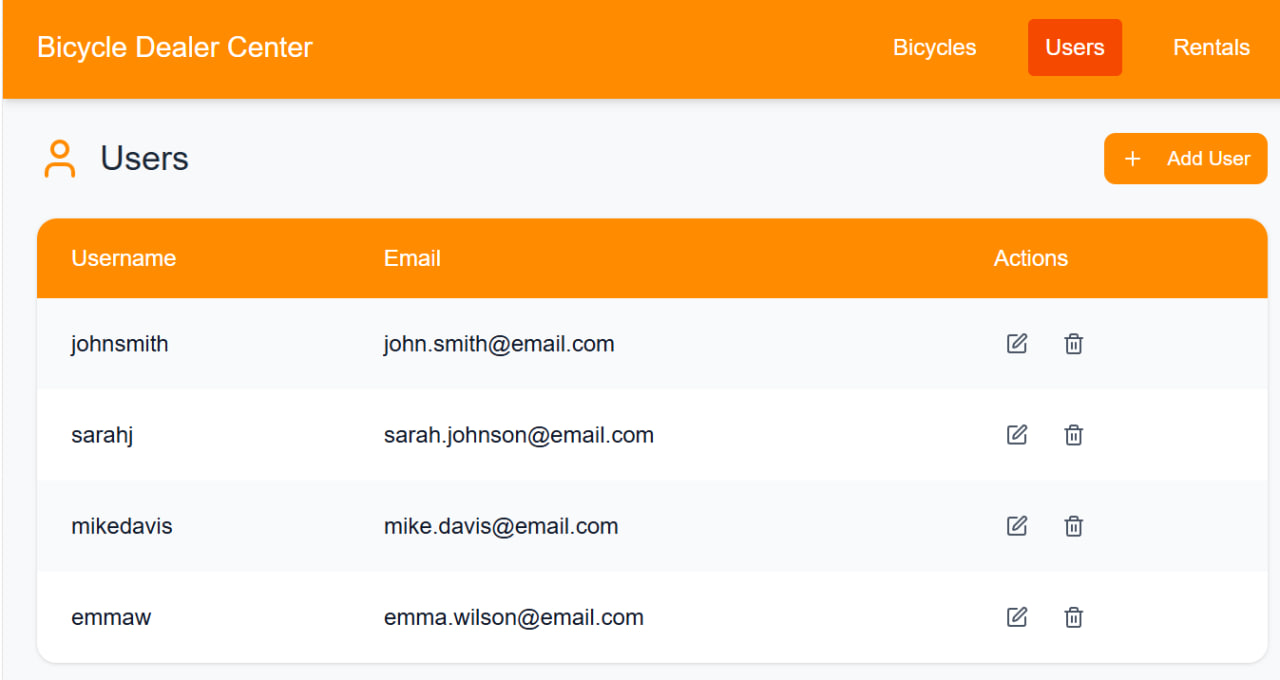 Bicycle Dealer Center Bicycles Users Rentals
Users + Add User
Username Email Actions
johnsmith john.smith@email.com
sarahj sarah.johnson@email.com
mikedavis mike.davis@email.com
emmaw emma.wilson@email.com